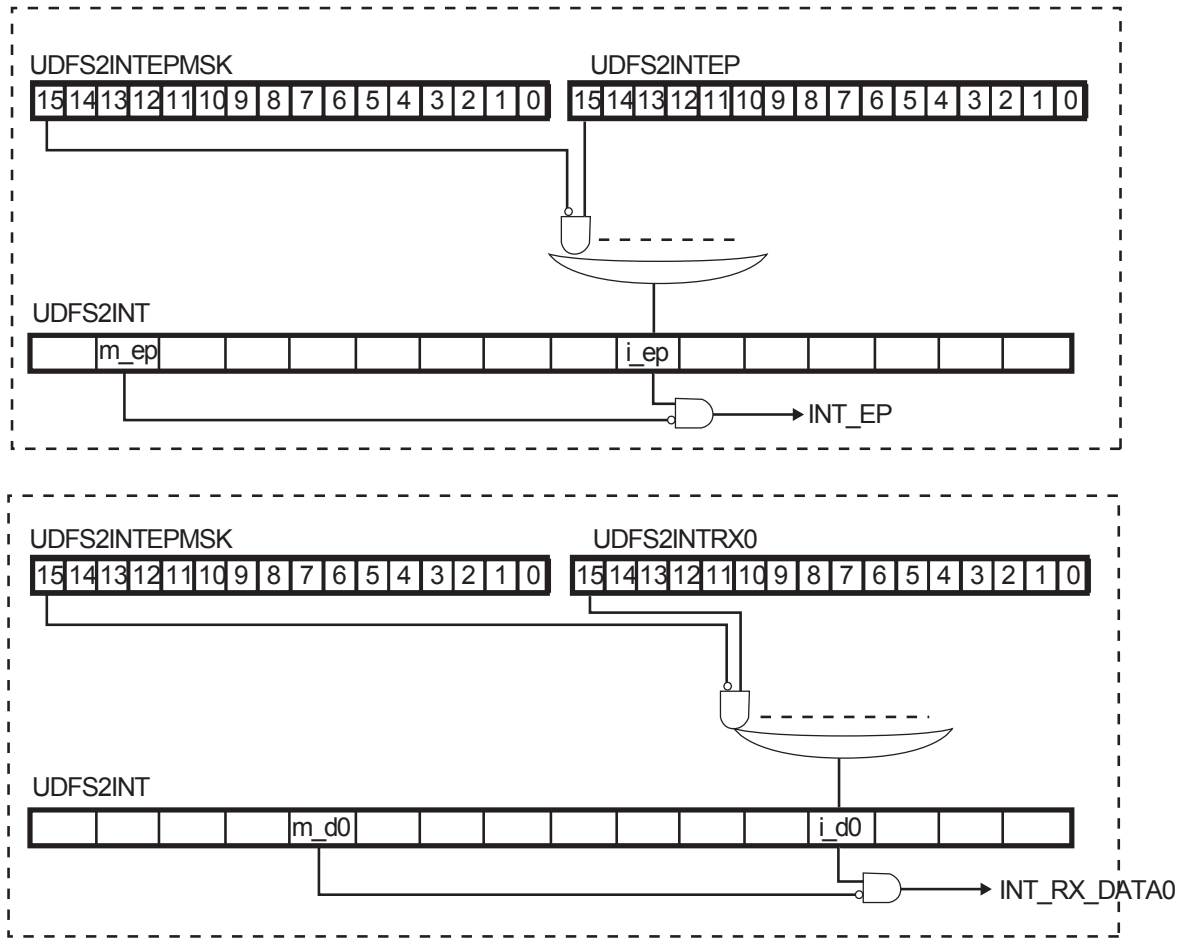 UDFS2INTEPMSK UDFS2INTEP
15 14 13 12 11 10 9 8 7 6 5 4 3 2 1 0 15 14 13 12 11 10 9 8 7 6 5 4 3 2 1 0
UDFS2INT
m_ep i_ep
INT_EP
UDFS2INTEPMSK UDFS2INTRX0
15 14 13 12 11 10 9 8 7 6 5 4 3 2 1 0 15 14 13 12 11 10 9 8 7 6 5 4 3 2 1 0
UDFS2INT
m_d0 i_d0
INT_RX_DATA0